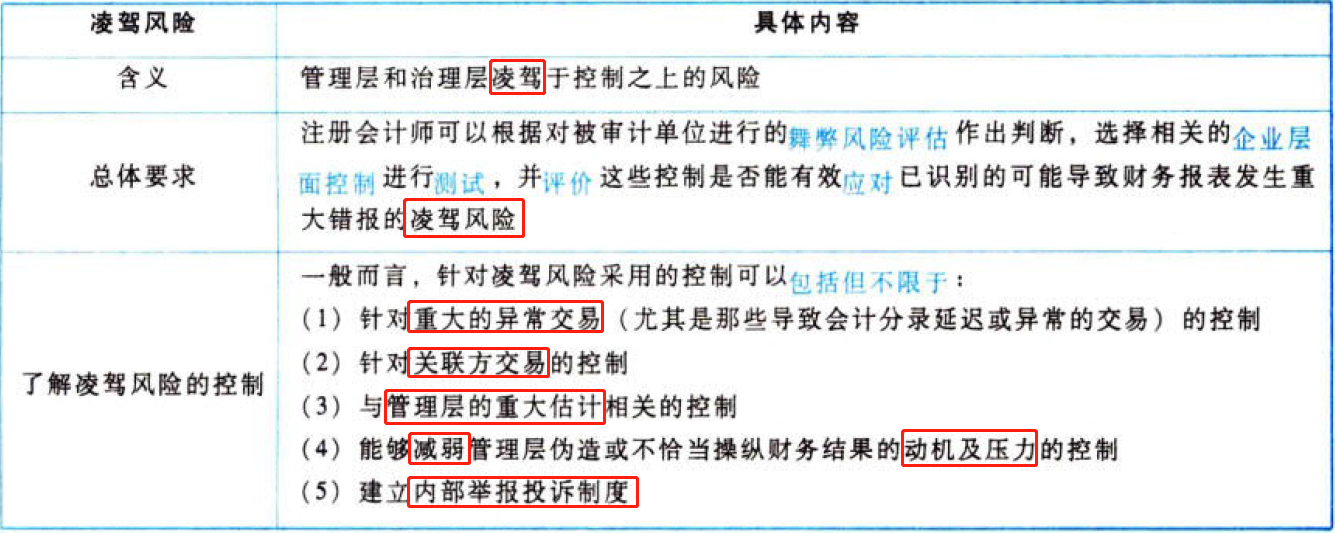 凌驾风险 具体内容
含义 管理层和治理层凌驾于控制之上的风险
注册会计师可以根据对被审计单位进行的舞弊风险评估作出判断，选择相关的企业层
总体要求 面控制进行测试，并评价这些控制是否能有效应对已识别的可能导致财务报表发生重
大错报的凌驾风险
一般而言，针对凌驾风险采用的控制可以包括但不限于：
（1）针对重大的异常交易（尤其是那些导致会计分录延迟或异常的交易）的控制
（2）针对关联方交易的控制
了解凌驾风险的控制 （3）与管理层的重大估计相关的控制
（4）能够减弱管理层伪造或不恰当操纵财务结果的动机及压力的控制
（5）建立内部举报投诉制度